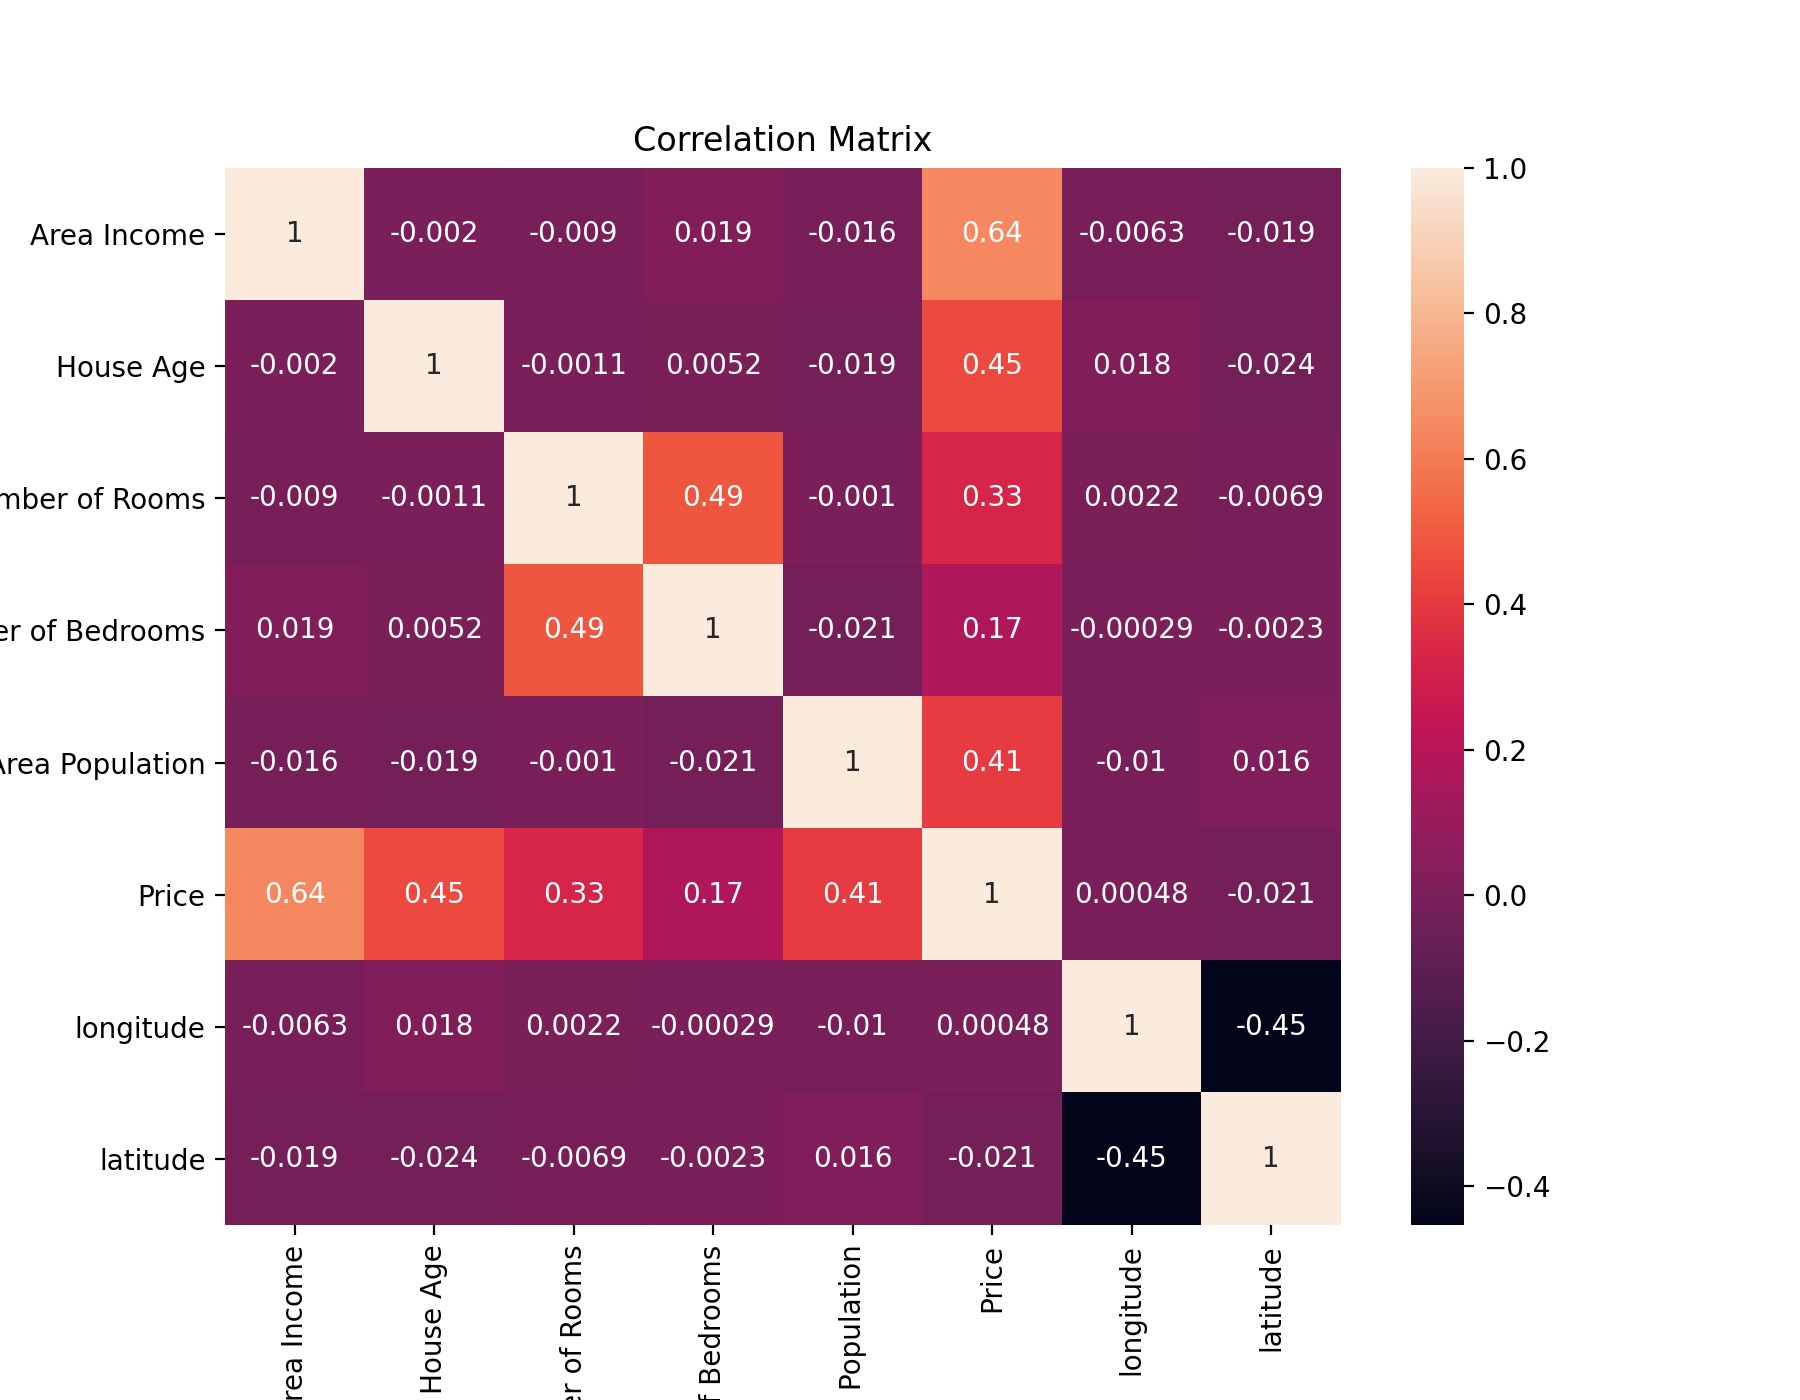 Correlation Matrix
Area Income 1 -0.002 -0.009 0.019 -0.016 0.64 -0.0063 -0.019
House Age -0.002 1 -0.0011 0.0052 -0.019 0.45 0.018 -0.024
mber of Rooms -0.009 -0.0011 1 0.49 -0.001 0.33 0.0022 -0.0069
er of Bedrooms 0.019 0.0052 0.49 1 -0.021 0.17 -0.00029 -0.0023
Area Population -0.016 -0.019 -0.001 -0.021 1 0.41 -0.01 0.016
Price 0.64 0.45 0.33 0.17 0.41 1 0.00048 -0.021
longitude -0.0063 0.018 0.0022 -0.00029 -0.01 0.00048 1 -0.45
latitude -0.019 -0.024 -0.0069 -0.0023 0.016 -0.021 -0.45 1
rea Income
House Age
er of Rooms
f Bedrooms
Population
Price
longitude
latitude
1.0
0.8
0.6
0.4
0.2
0.0
−0.2
−0.4